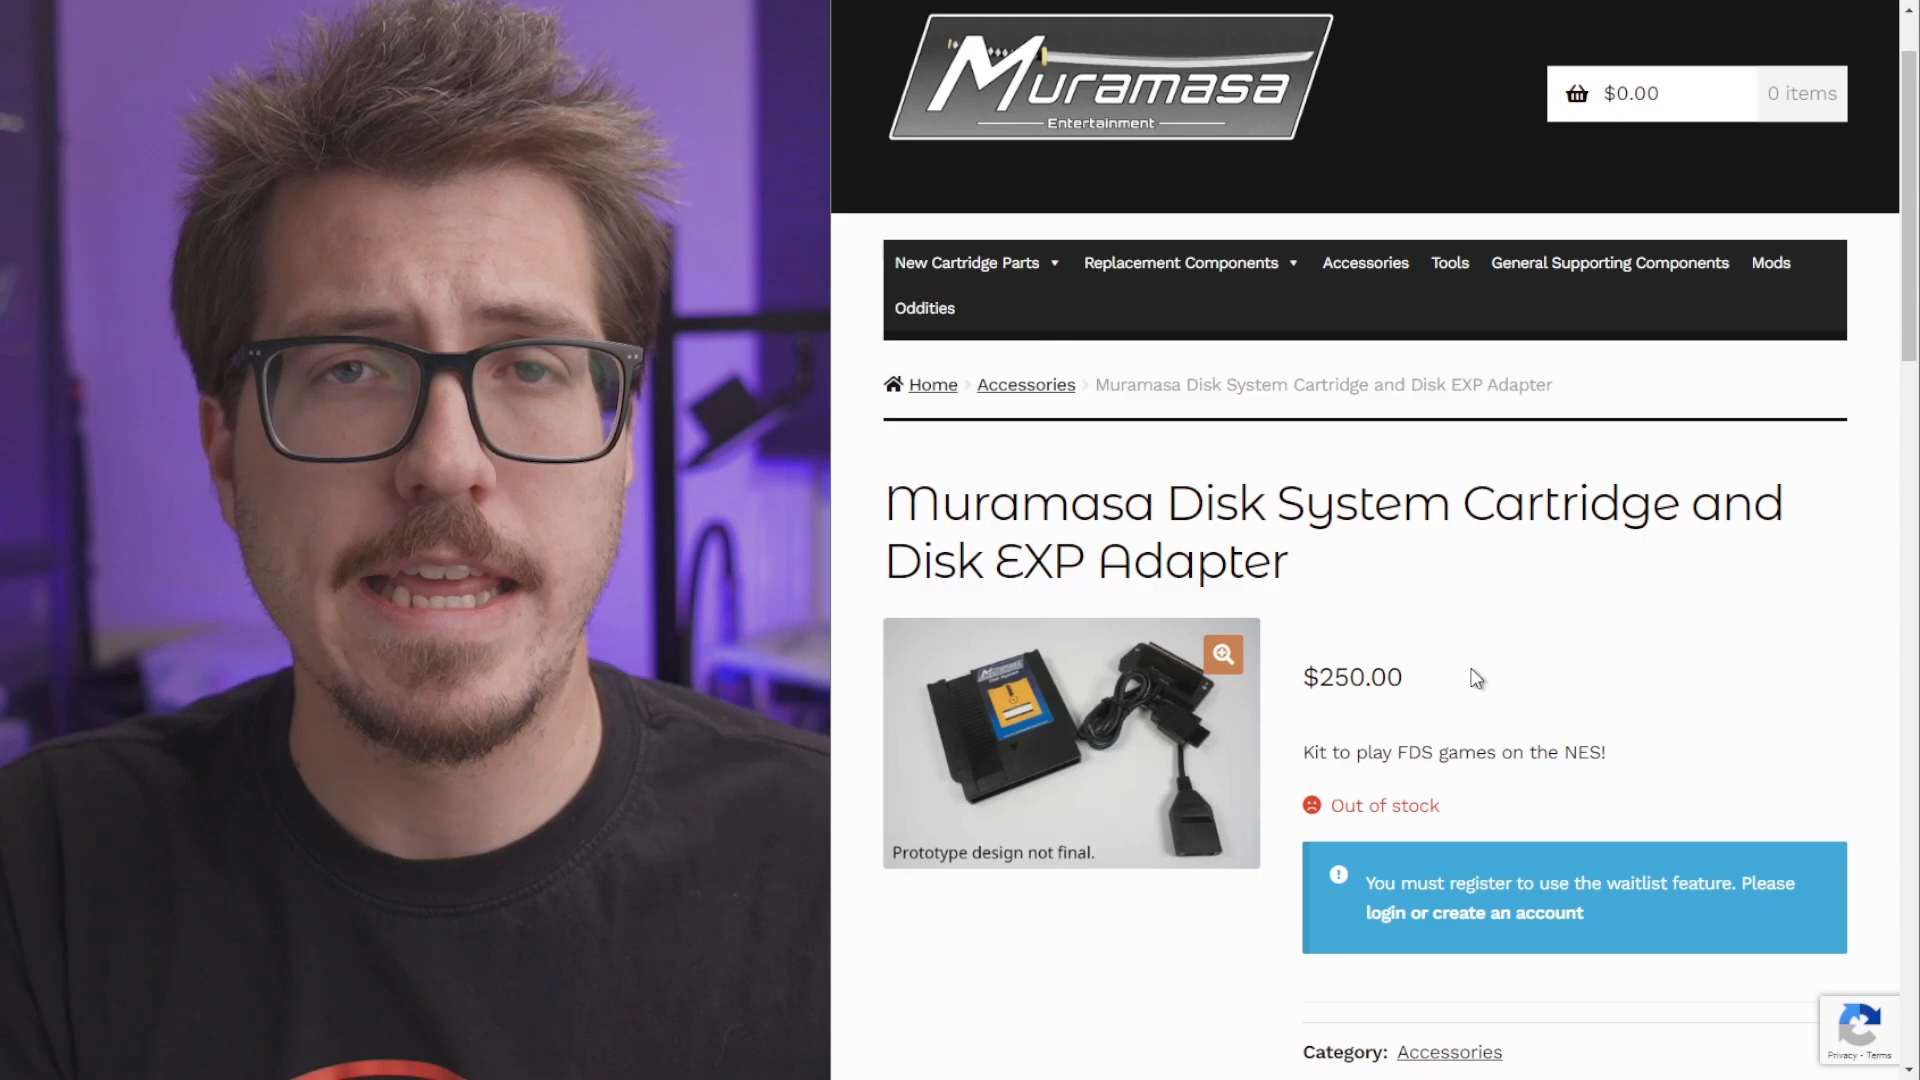 Muramasa
Entertainment
$0.00 0 items
New Cartridge Parts Replacement Components Accessories Tools General Supporting Components Mods
Oddities
Home Accessories Muramasa Disk System Cartridge and Disk EXP Adapter
Muramasa Disk System Cartridge and
Disk EXP Adapter
Muramasa
Prototype design not final.
$250.00
Kit to play FDS games on the NES!
Out of stock
You must register to use the waitlist feature. Please
login or create an account
Category: Accessories
Privacy - Terms